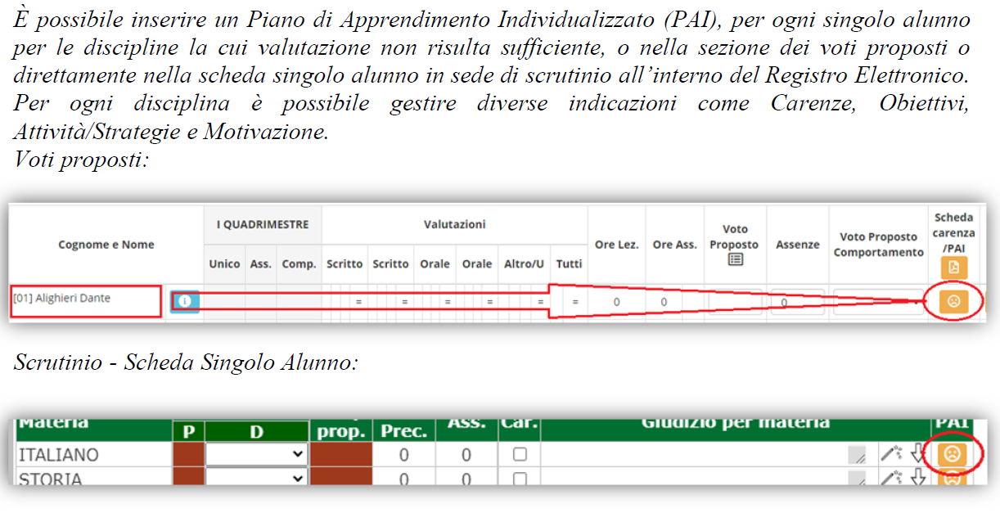 È possibile inserire un Piano di Apprendimento Individualizzato (PAI), per ogni singolo alunno
per le discipline la cui valutazione non risulta sufficiente, o nella sezione dei voti proposti o
direttamente nella scheda singolo alunno in sede di scrutinio all’interno del Registro Elettronico.
Per ogni disciplina è possibile gestire diverse indicazioni come Carenze, Obiettivi,
Attività/Strategie e Motivazione.
Voti proposti:
Cognome e Nome
I QUADRIMESTRE
Valutazioni
Ore Lez.
Ore Ass.
Voto
Proposto
Assenze
Voto Proposto
Comportamento
Scheda
carenza
/PAI
Unico Ass. Comp. Scritto Scritto Orale Orale Altro/U Tutti
[01] Alighieri Dante = = = = = = 0 0 0
Scrutinio - Scheda Singolo Alunno:
Materia P D prop. Prec. Ass. Car. Giudizio per materia PAI
ITALIANO 0 0
STORIA 0 0